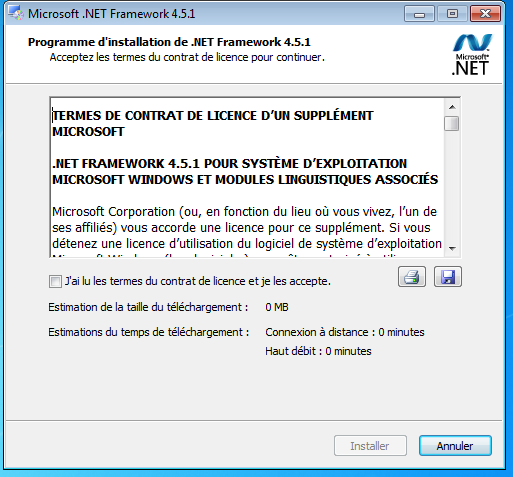 Microsoft .NET Framework 4.5.1
Programme d'installation de .NET Framework 4.5.1
Acceptez les termes du contrat de licence pour continuer.
Microsoft®
.NET
TERMES DE CONTRAT DE LICENCE D'UN SUPPLÉMENT
MICROSOFT
.NET FRAMEWORK 4.5.1 POUR SYSTÈME D'EXPLOITATION
MICROSOFT WINDOWS ET MODULES LINGUISTIQUES ASSOCIÉS
Microsoft Corporation (ou, en fonction du lieu où vous vivez, l'un de
ses affiliés) vous accorde une licence pour ce supplément. Si vous
détenez une licence d'utilisation du logiciel de système d'exploitation
J'ai lu les termes du contrat de licence et je les accepte.
Estimation de la taille du téléchargement : 0 MB
Estimations du temps de téléchargement : Connexion à distance : 0 minutes
Haut débit : 0 minutes
Installer
Annuler